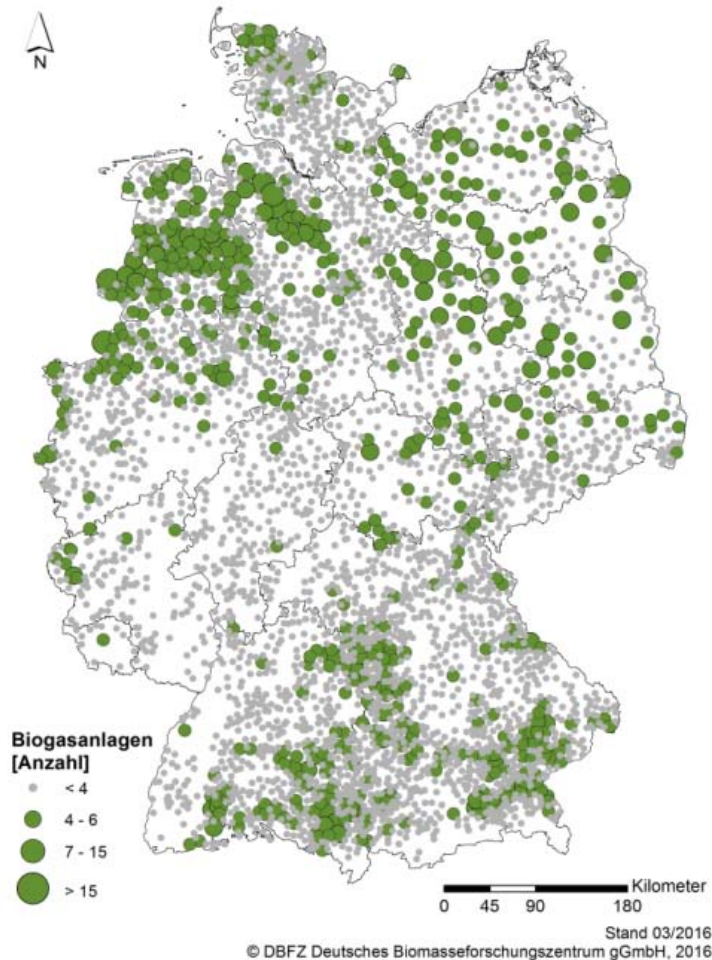 N
Biogasanlagen
[Anzahl]
< 4
4 - 6
7 - 15
> 15
Kilometer
0 45 90 180
Stand 03/2016
© DBFZ Deutsches Biomasseforschungszentrum gGmbH, 2016